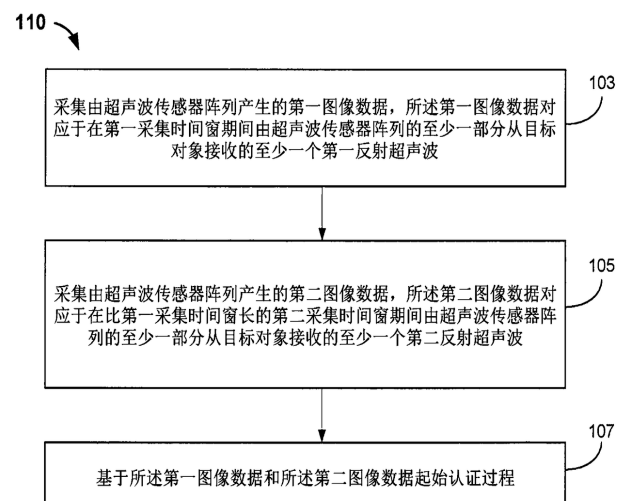 110
103
采集由超声波传感器阵列产生的第一图像数据，所述第一图像数据对
应于在第一采集时间窗期间由超声波传感器阵列的至少一部分从目标
对象接收的至少一个第一反射超声波
105
采集由超声波传感器阵列产生的第二图像数据，所述第二图像数据对
应于在比第一采集时间窗长的第二采集时间窗期间由超声波传感器阵
列的至少一部分从目标对象接收的至少一个第二反射超声波
107
基于所述第一图像数据和所述第二图像数据起始认证过程